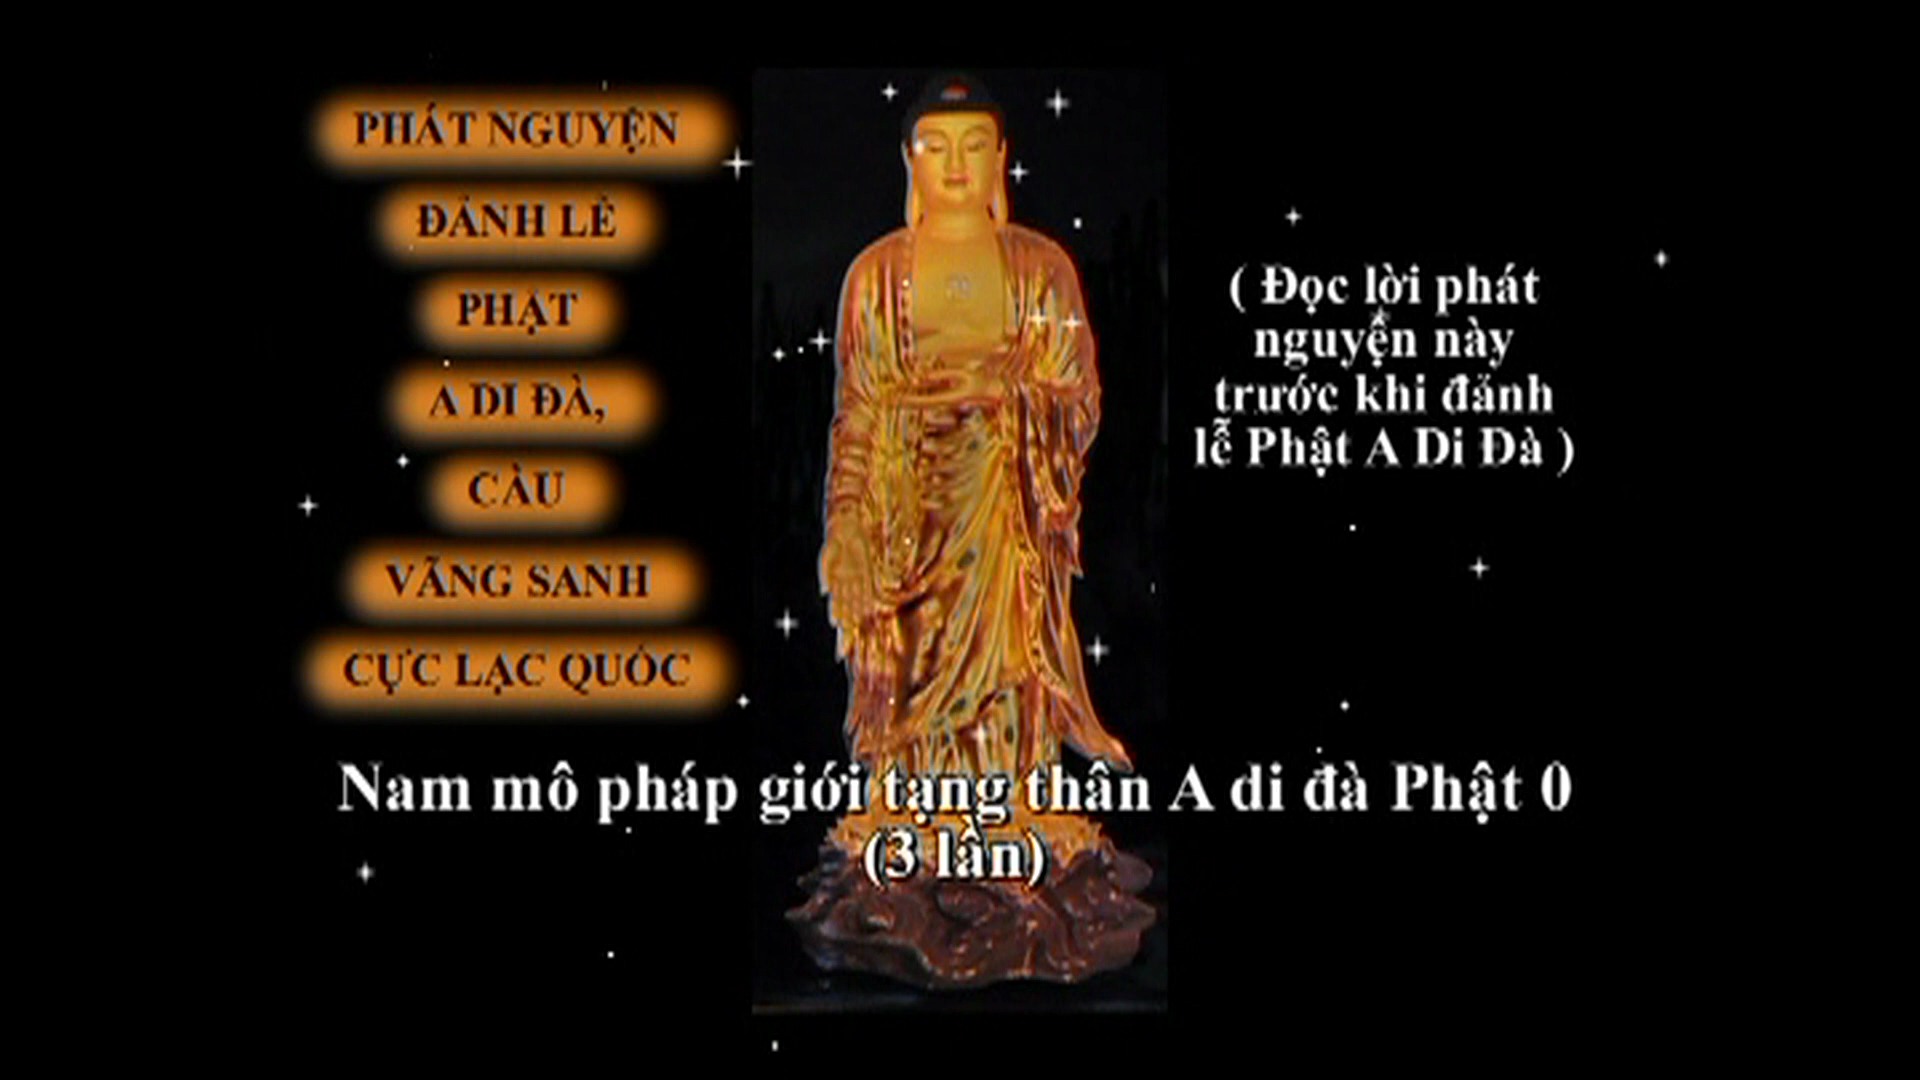 PHÁT NGUYỆN
ĐẢNH LỄ
PHẬT
A DI ĐÀ,
CẦU
VÃNG SANH
CỰC LẠC QUỐC
( Đọc lời phát
nguyện này
trước khi đảnh
lễ Phật A Di Đà )
Nam mô pháp giới tạng thân A di đà Phật 0
(3 lần)